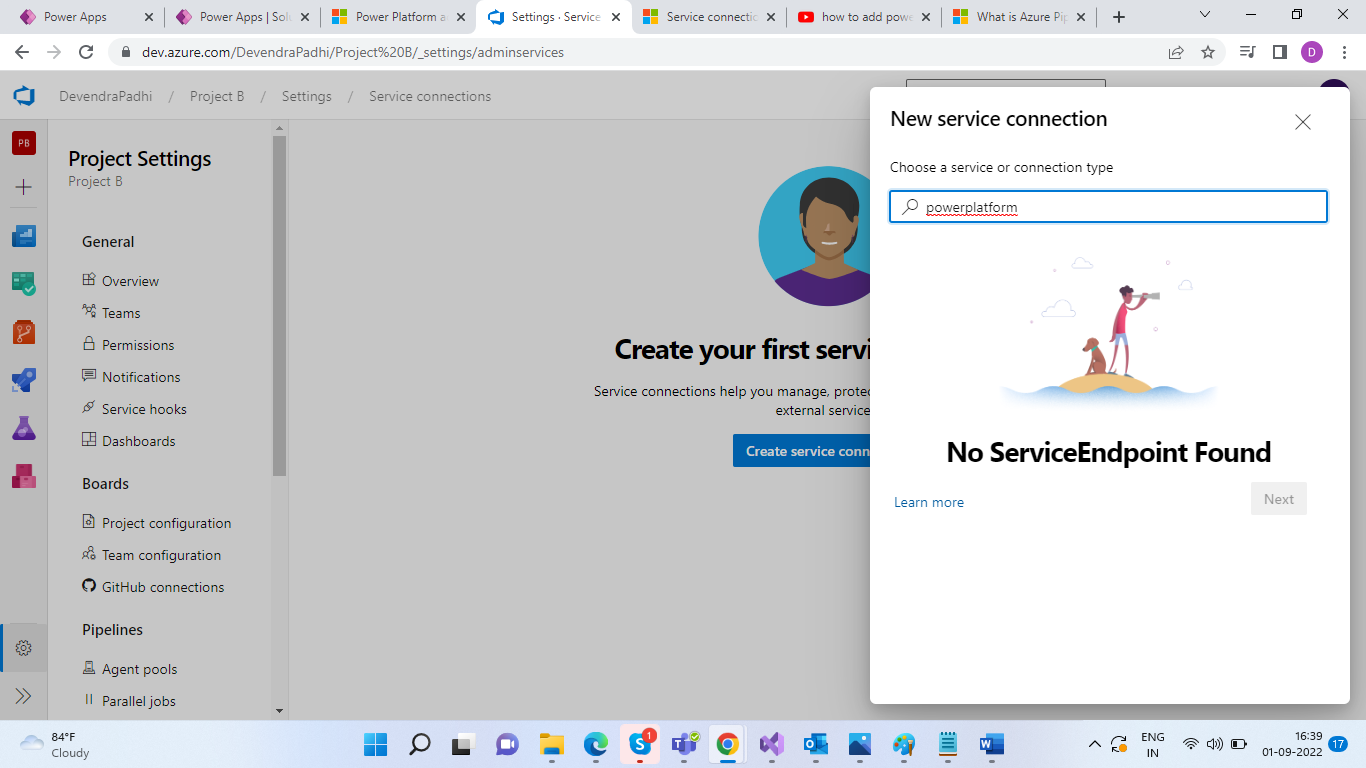 Power Apps
Power Apps | Solu
Power Platform a
Settings · Service
Service connectio
how to add powe
What is Azure Pip
dev.azure.com/DevendraPadhi/Project%20B/_settings/adminservices
D
DevendraPadhi / Project B / Settings / Service connections
PB
Project Settings
Project B
General
Overview
Teams
Permissions
Notifications
Service hooks
Dashboards
Boards
Project configuration
Team configuration
GitHub connections
Pipelines
Agent pools
Parallel jobs
Create your first servi
Service connections help you manage, protec
external service
Create service conn
New service connection
Choose a service or connection type
powerplatform
No ServiceEndpoint Found
Learn more
Next
84°F
Cloudy
1
ENG
IN
16:39
01-09-2022
17